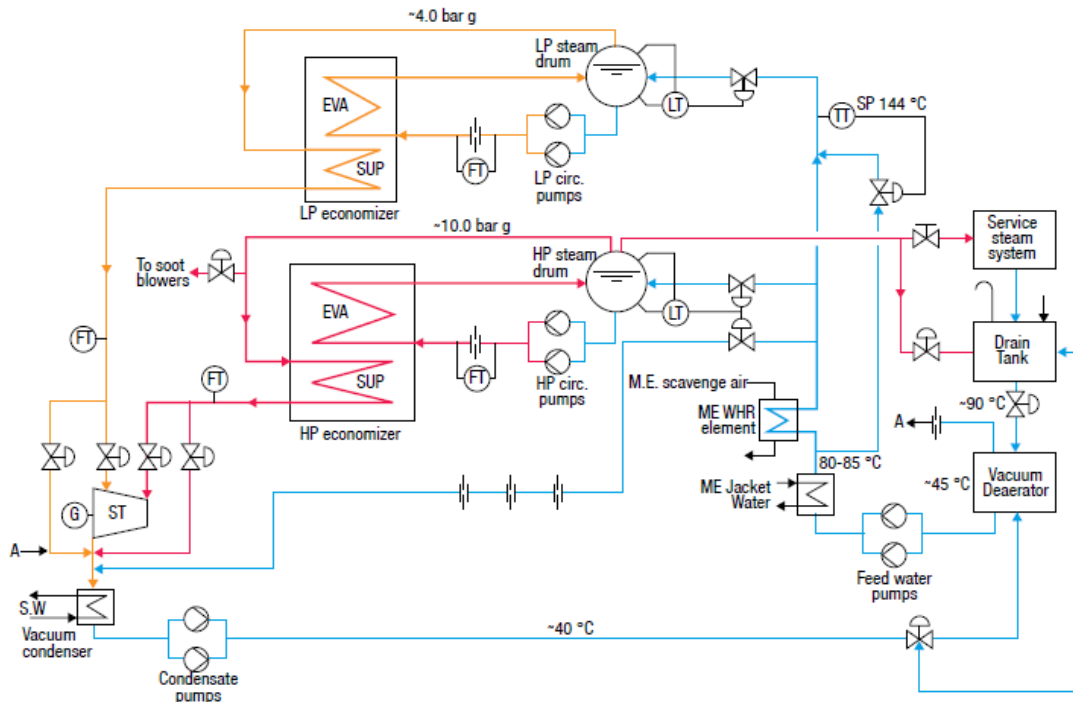 ~4.0 bar g
LP steam
drum
EVA
LT
SP 144 °C
TT
SUP
FT
LP circ.
pumps
LP economizer
~10.0 bar g
Service
steam
system
To soot
blowers
HP steam
drum
EVA
LT
FT
Drain
Tank
FT
SUP
FT
HP circ.
pumps
M.E. scavenge air
HP economizer
ME WHR
element
~90 °C
A
80-85 °C
Vacuum
Deaerator
~45 °C
ME Jacket
Water
G
ST
A
Feed water
pumps
S.W
Vacuum
condenser
~40 °C
Condensate
pumps